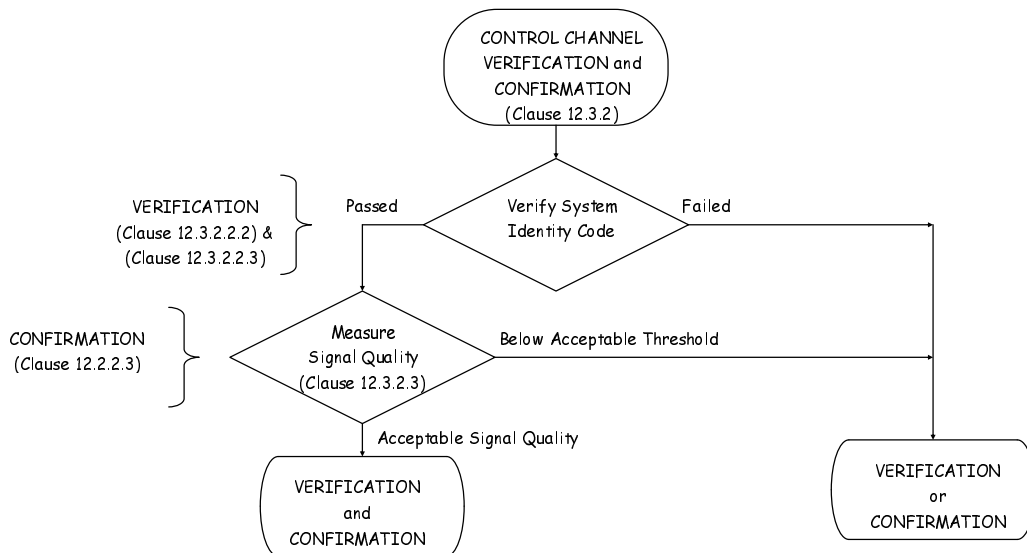 CONTROL CHANNEL
VERIFICATION and
CONFIRMATION
(Clause 12.3.2)
VERIFICATION
(Clause 12.3.2.2.2) &
(Clause 12.3.2.2.3)
Passed
Verify System
Identity Code
Failed
CONFIRMATION
(Clause 12.2.2.3)
Measure
Signal Quality
(Clause 12.3.2.3)
Below Acceptable Threshold
Acceptable Signal Quality
VERIFICATION
and
CONFIRMATION
VERIFICATION
or
CONFIRMATION